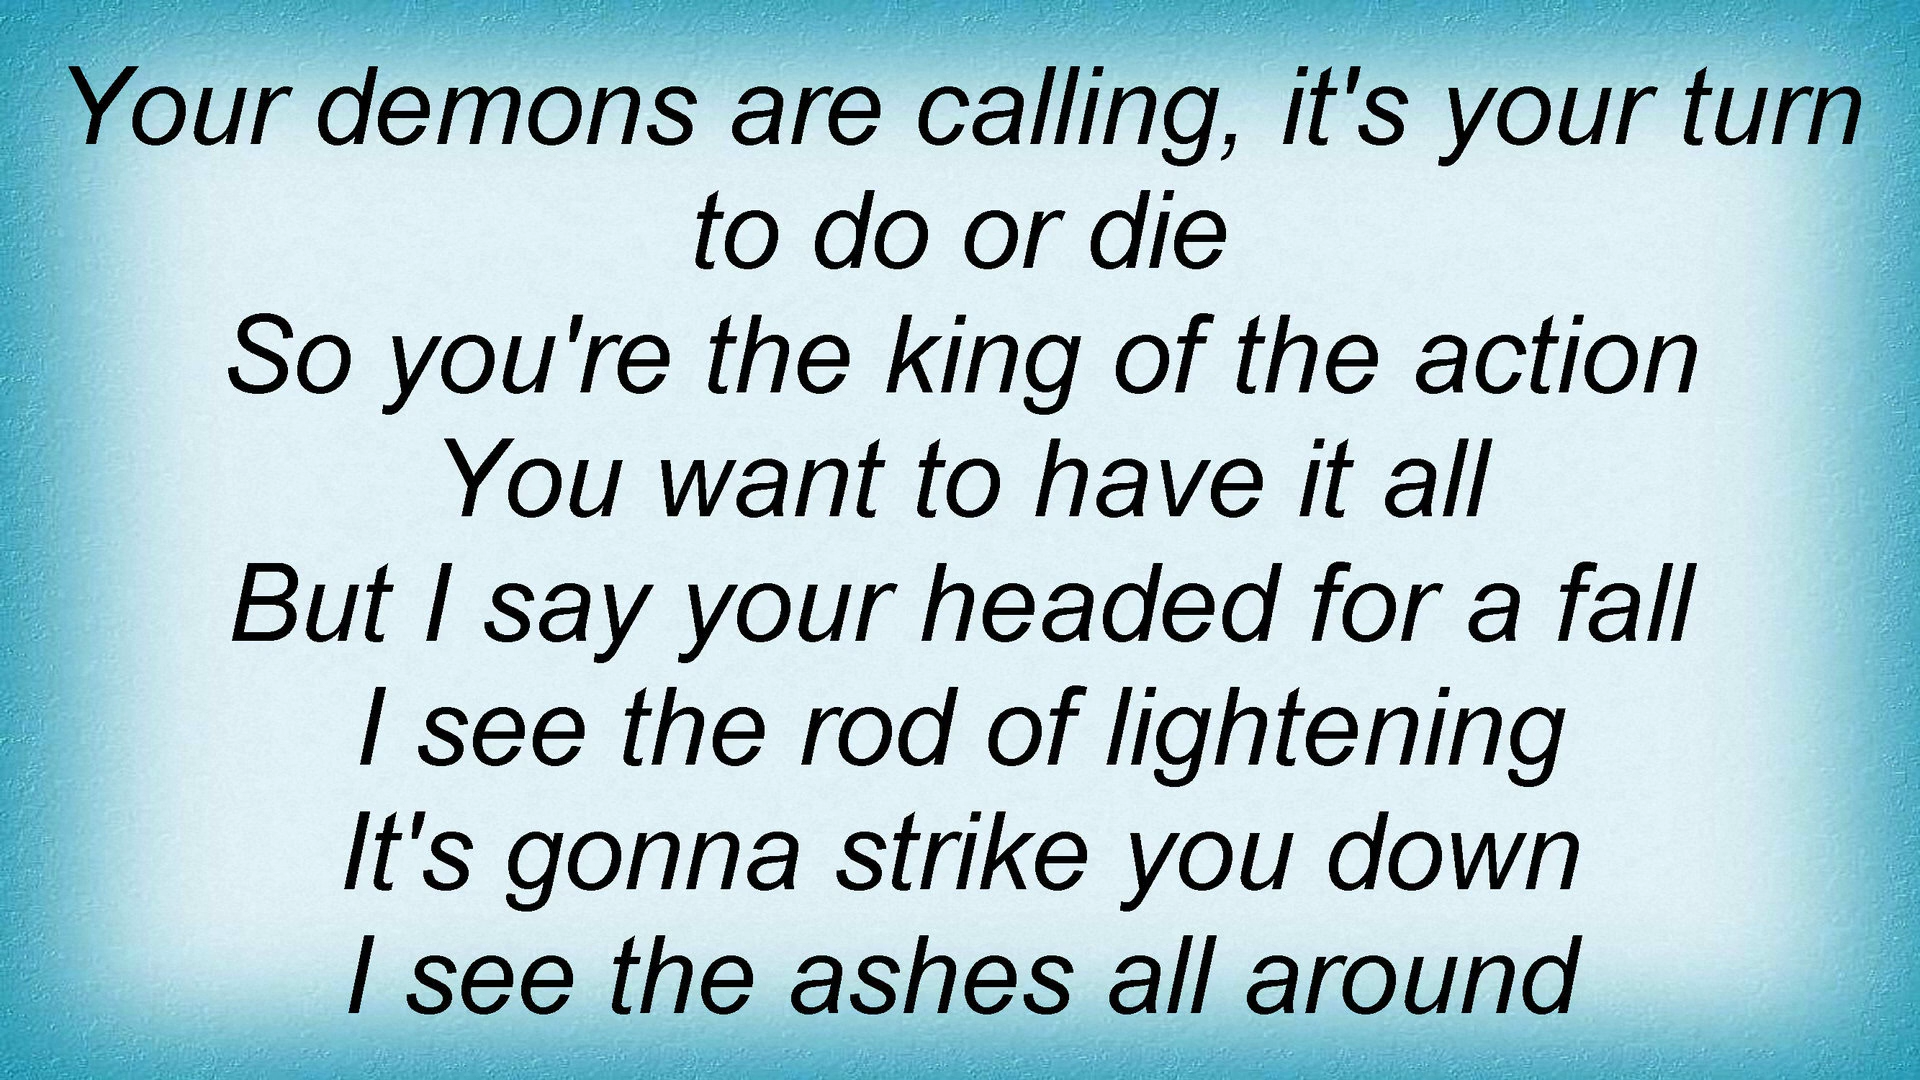 Your demons are calling, it's your turn
to do or die
So you're the king of the action
You want to have it all
But I say your headed for a fall
I see the rod of lightening
It's gonna strike you down
I see the ashes all around